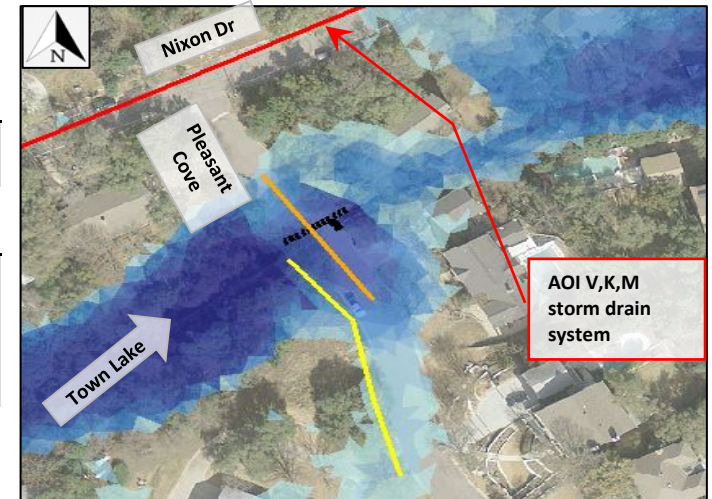 N
Nixon Dr
Pleasant
Cove
Town Lake
AOI V,K,M
storm drain
system